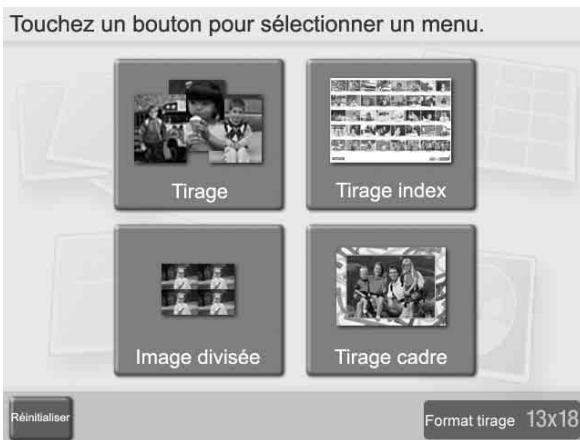 Touchez un bouton pour sélectionner un menu.
Tirage
Tirage index
Image divisée
Tirage cadre
Réinitialiser
Format tirage 13x18